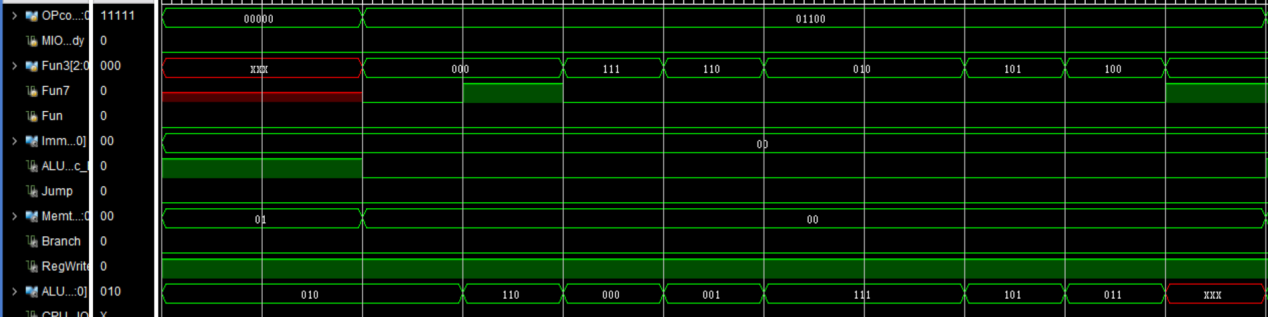 OPco...:0 11111 00000 01100
MIO...dy 0
Fun3[2:0 000 XXX 000 111 110 010 101 100
Fun7 0
Fun 0
Imm...0] 00 00
ALU...c_ 0
Jump 0
Memt...:0 00 01 00
Branch 0
RegWrite 0
ALU...:0] 010 010 110 000 001 111 101 011 XXX